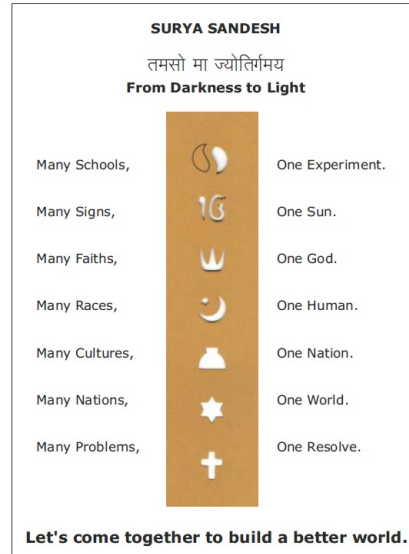 SURYA SANDESH
तमसो मा ज्योतिर्गमय
From Darkness to Light
Many Schools, One Experiment.
Many Signs, One Sun.
Many Faiths, One God.
Many Races, One Human.
Many Cultures, One Nation.
Many Nations, One World.
Many Problems, One Resolve.
Let's come together to build a better world.